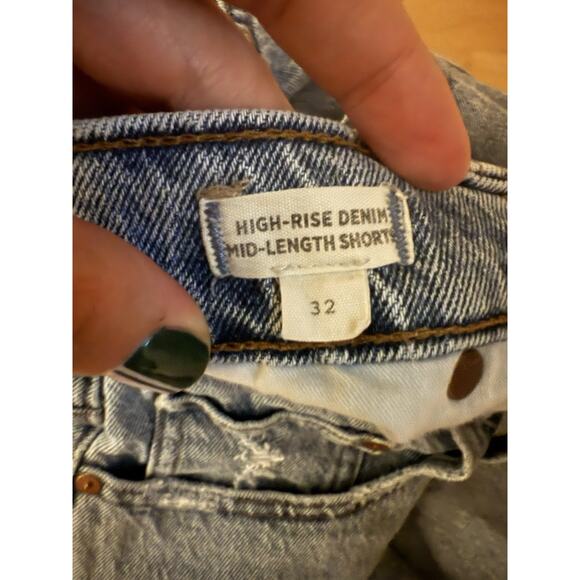 HIGH-RISE DENIM
MID-LENGTH SHORTS
32